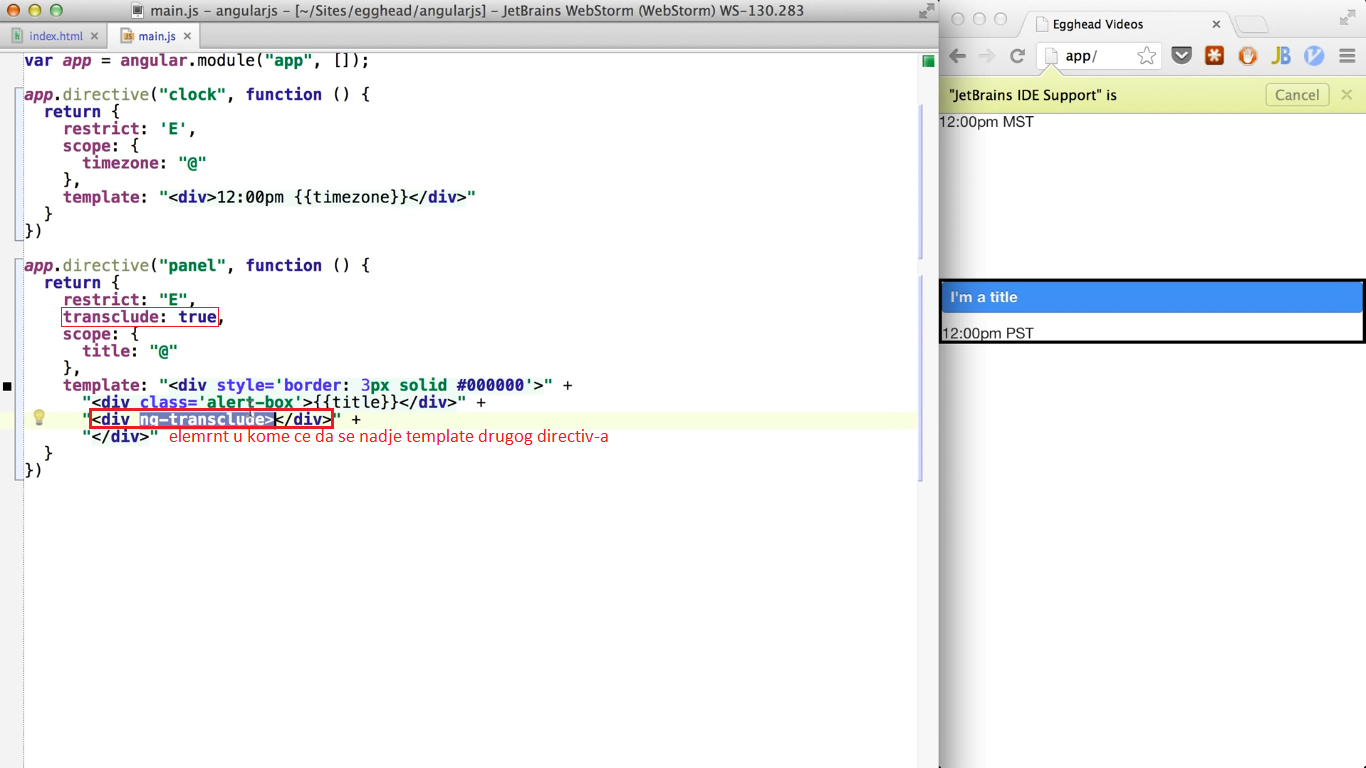 main.js – angularjs – [~/Sites/egghead/angularjs] – JetBrains WebStorm (WebStorm) WS-130.283
index.html
main.js
var app = angular.module("app", []);
app.directive("clock", function () {
return {
restrict: 'E',
scope: {
timezone: "@"
},
template: "<div>12:00pm {{timezone}}</div>"
}
})
app.directive("panel", function () {
return {
restrict: "E",
transclude: true,
scope: {
title: "@"
},
template: "<div style='border: 3px solid #000000'>" +
"<div class='alert-box'>{{title}}</div>" +
"<div ng-transclude></div>" +
"</div>" elemrnt u kome ce da se nadje template drugog directiv-a
}
})
Egghead Videos
app/
JB
"JetBrains IDE Support" is
Cancel
12:00pm MST
I'm a title
12:00pm PST